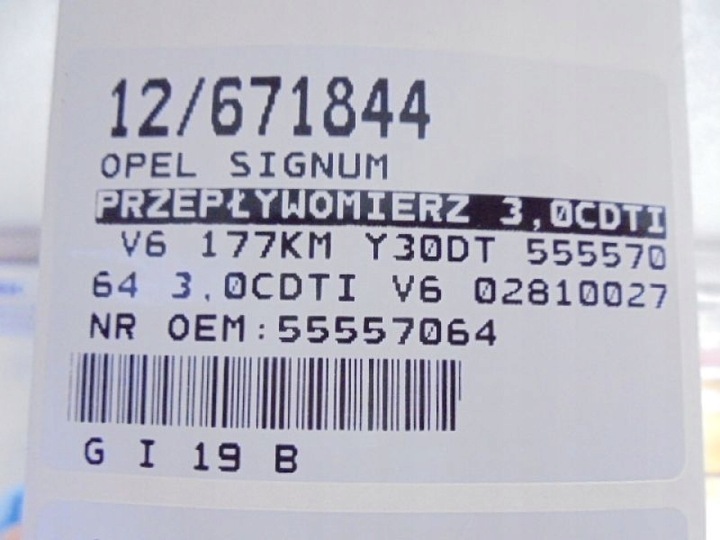 12/671844
OPEL SIGNUM
PRZEPŁYWOMIERZ 3,0CDTI
V6 177KM Y30DT 555570
64 3.0CDTI V6 02810027
NR OEM:55557064
G I 19 B